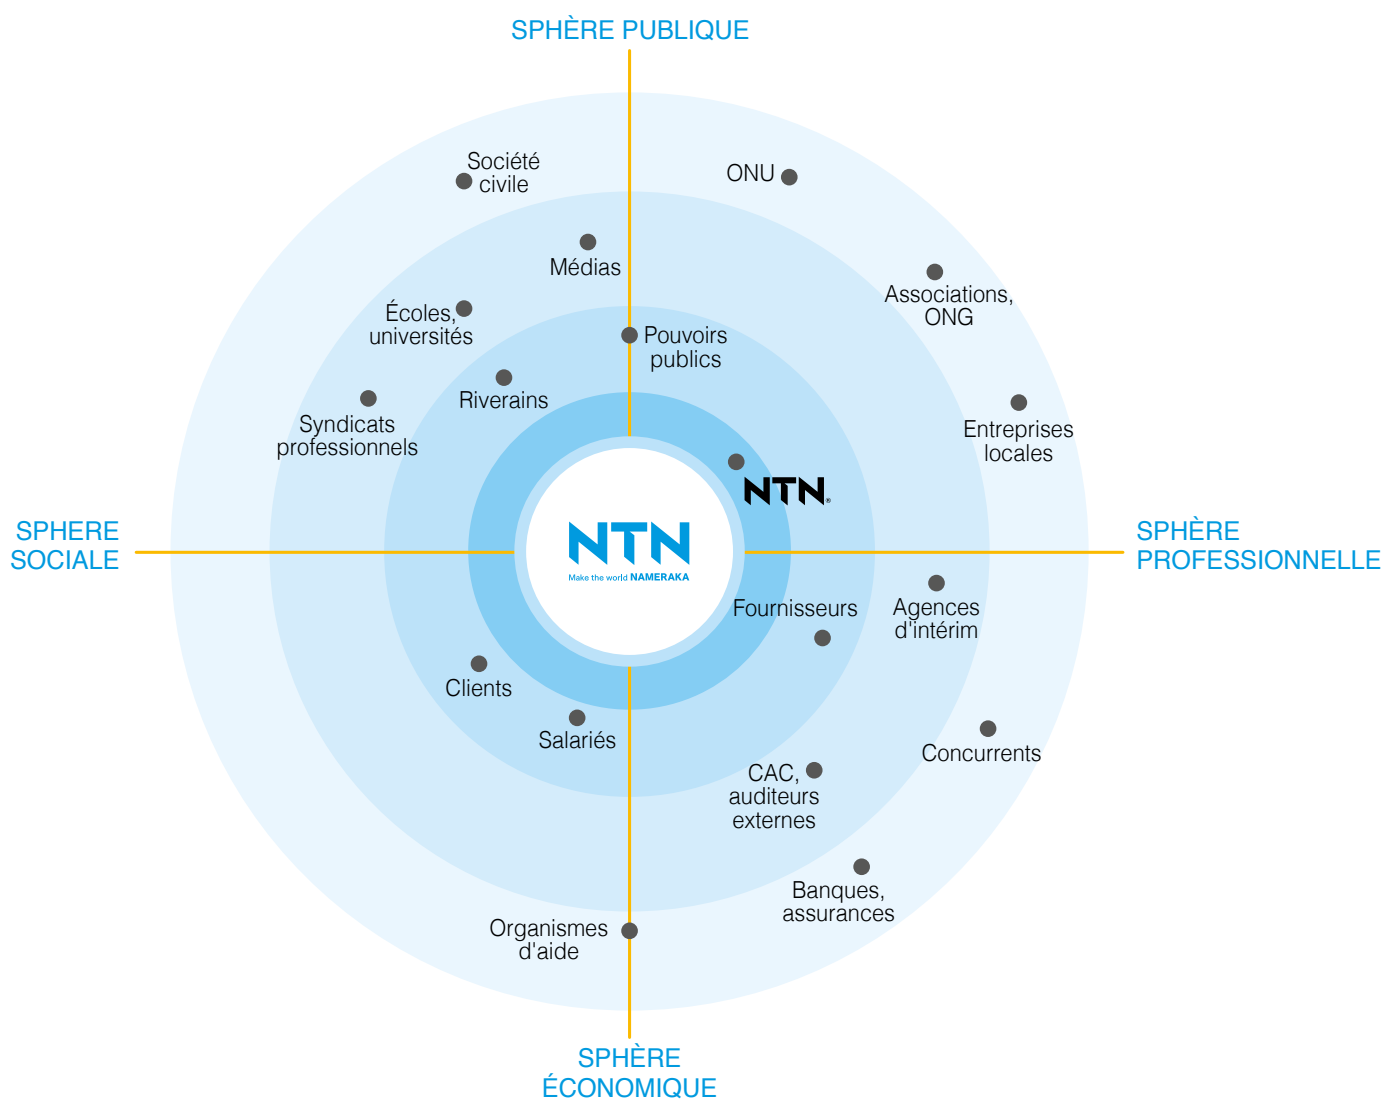 SPHÈRE PUBLIQUE
Société
civile
ONU
Médias
Associations,
ONG
Écoles,
universités
Pouvoirs
publics
Riverains
Syndicats
professionnels
Entreprises
locales
NTN®
SPHERE
SOCIALE
NTN
Make the world NAMERAKA
SPHÈRE
PROFESSIONNELLE
Fournisseurs
Agences
d'intérim
Clients
Salariés
Concurrents
CAC,
auditeurs
externes
Banques,
assurances
Organismes
d'aide
SPHÈRE
ÉCONOMIQUE